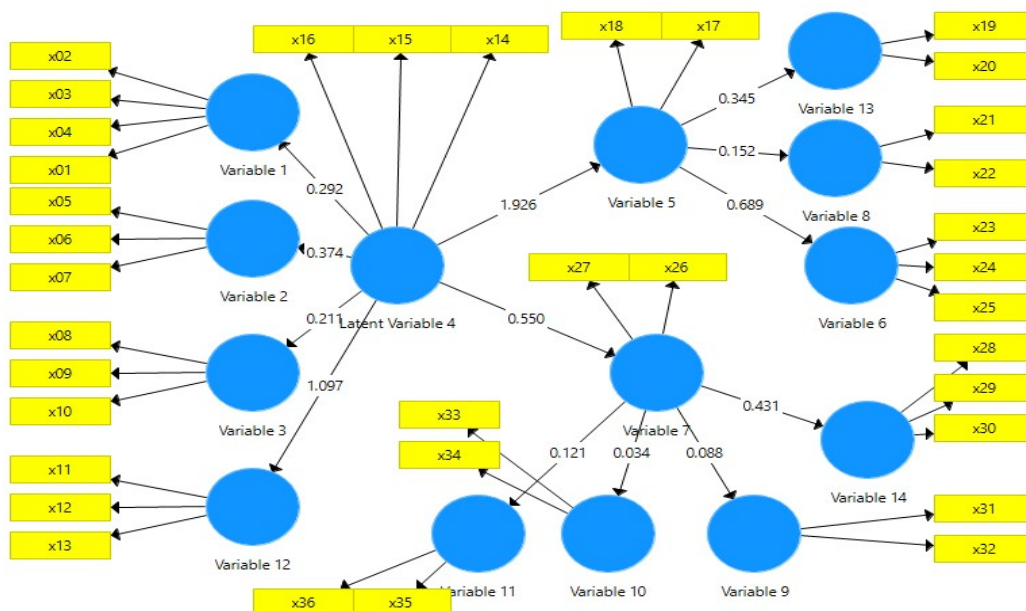 x18 x17
x19
x16 x15 x14
x02
x20
x03
Variable 13
0.345
x04
x21
0.152
x01
Variable 1
x22
0.292
Variable 5
Variable 8
x05
1.926
0.689
x23
x06
0.374
x27 x26
x24
x07
Variable 2
x25
Latent Variable 4
Variable 6
0.211
0.550
x08
x28
x09
x29
1.097
0.431
x10
x33
Variable 3
Variable 7
x30
x34
0.121
0.034
0.088
x11
Variable 14
x12
x31
x13
x32
Variable 12
Variable 11
Variable 10
Variable 9
x36 x35